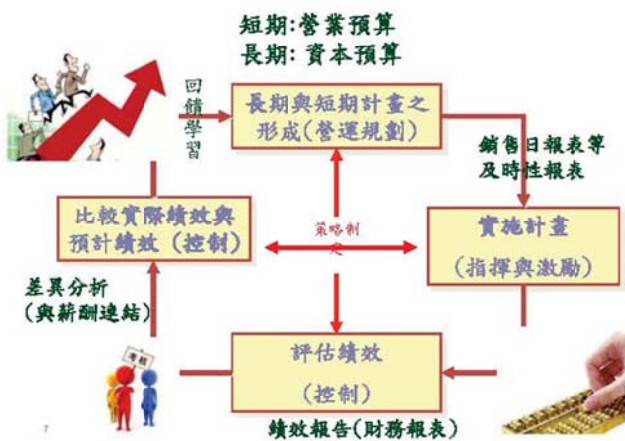 短期:營業預算
長期: 資本預算
回饋學習
長期與短期計畫之
形成(營運規劃)
銷售日報表等
及時性報表
比較實際績效與
預計績效 (控制)
策略制
定
實施計畫
(指揮與激勵)
差異分析
(與薪酬連結)
考核
評估績效
(控制)
績效報告(財務報表)
7